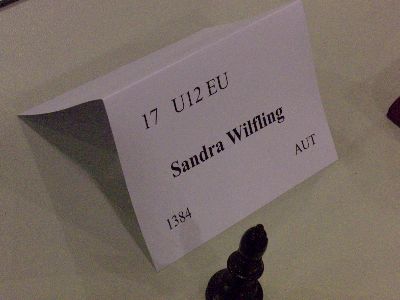 17 U12 EU
Sandra Wilfling
1384 AUT